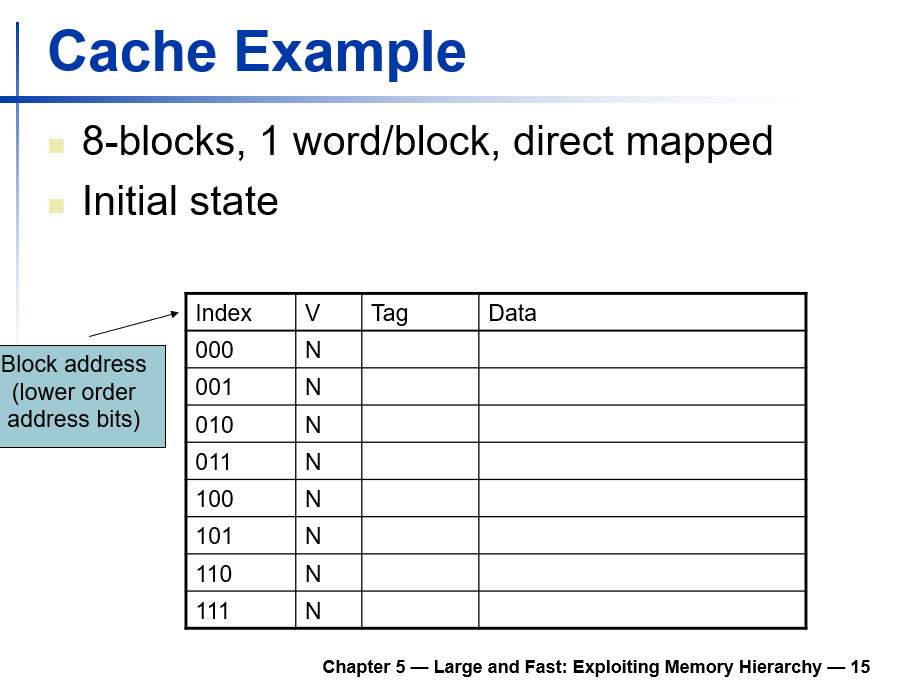 Cache Example
8-blocks, 1 word/block, direct mapped
Initial state
Block address
(lower order
address bits)
Index V Tag Data
000 N
001 N
010 N
011 N
100 N
101 N
110 N
111 N
Chapter 5 — Large and Fast: Exploiting Memory Hierarchy — 15